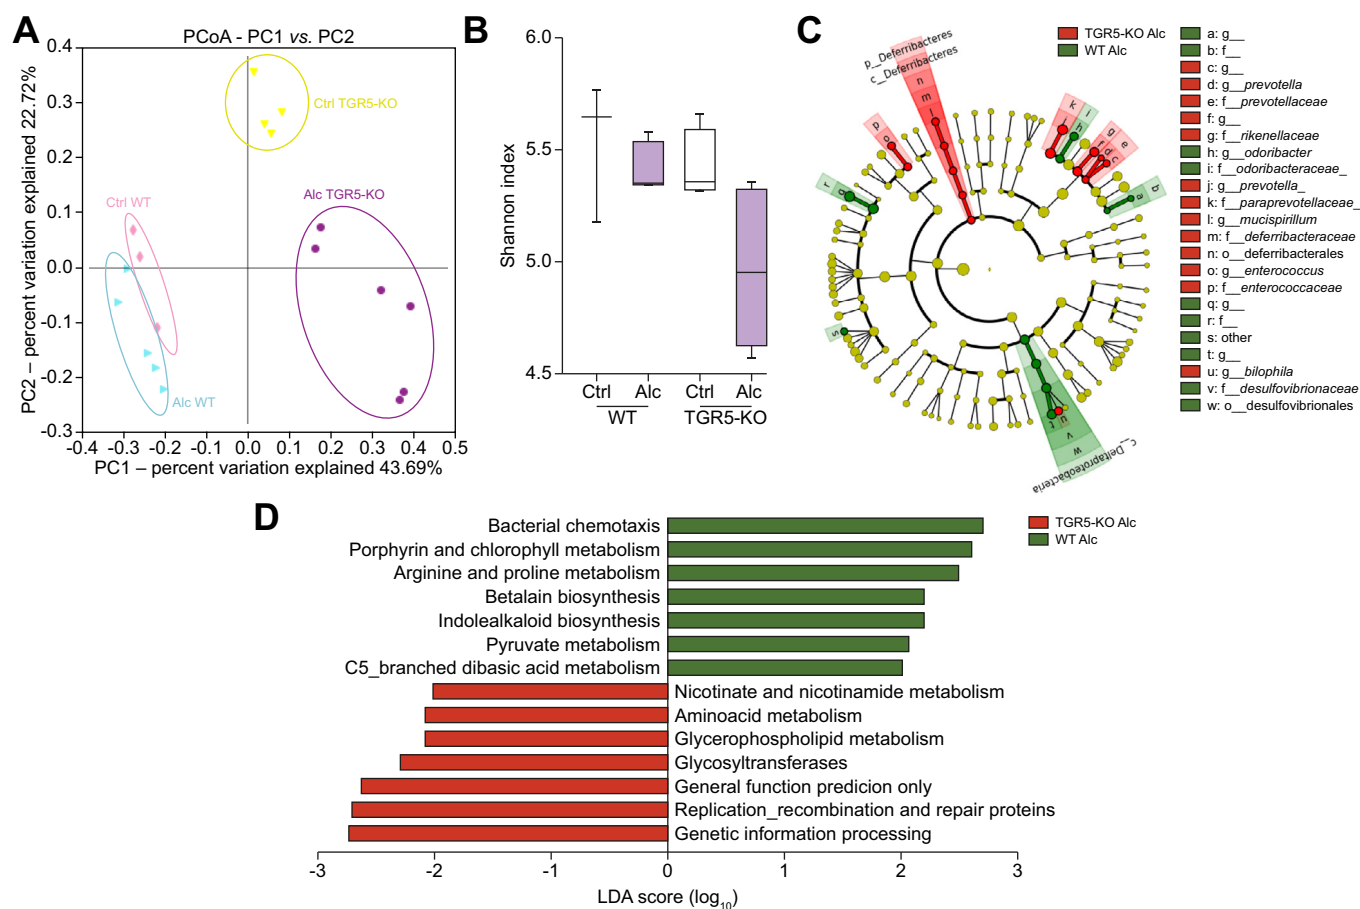 A
PCoA - PC1 vs. PC2
0.4
0.3
0.2
0.1
0.0
-0.1
-0.2
-0.3
PC2 – percent variation explained 22.72%
Ctrl TGR5-KO
Alc TGR5-KO
Ctrl WT
Alc WT
-0.4 -0.3 -0.2 -0.1 0.0 0.1 0.2 0.3 0.4 0.5
PC1 – percent variation explained 43.69%
B
6.0
5.5
5.0
4.5
Shannon index
Ctrl Alc Ctrl Alc
WT TGR5-KO
C
TGR5-KO Alc
WT Alc
p__Deferribacteres
c__Deferribacteres
n
m
l
p
o
k
j
i
h
g
f
e
d
c
b
a
r
q
s
u
t
v
w
c__Deltaproteobacteria
a: g__
b: f__
c: g__
d: g__prevotella
e: f__prevotellaceae
f: g__
g: f__rikenellaceae
h: g__odoribacter
i: f__odoribacteraceae_
j: g__prevotella_
k: f__paraprevotellaceae_
l: g__mucispirillum
m: f__deferribacteraceae
n: o__deferribacterales
o: g__enterococcus
p: f__enterococcaceae
q: g__
r: f__
s: other
t: g__
u: g__bilophila
v: f__desulfovibrionaceae
w: o__desulfovibrionales
D
TGR5-KO Alc
WT Alc
Bacterial chemotaxis
Porphyrin and chlorophyll metabolism
Arginine and proline metabolism
Betalain biosynthesis
Indolealkaloid biosynthesis
Pyruvate metabolism
C5_branched dibasic acid metabolism
Nicotinate and nicotinamide metabolism
Aminoacid metabolism
Glycerophospholipid metabolism
Glycosyltransferases
General function predicion only
Replication_recombination and repair proteins
Genetic information processing
-3 -2 -1 0 1 2 3
LDA score (log10)